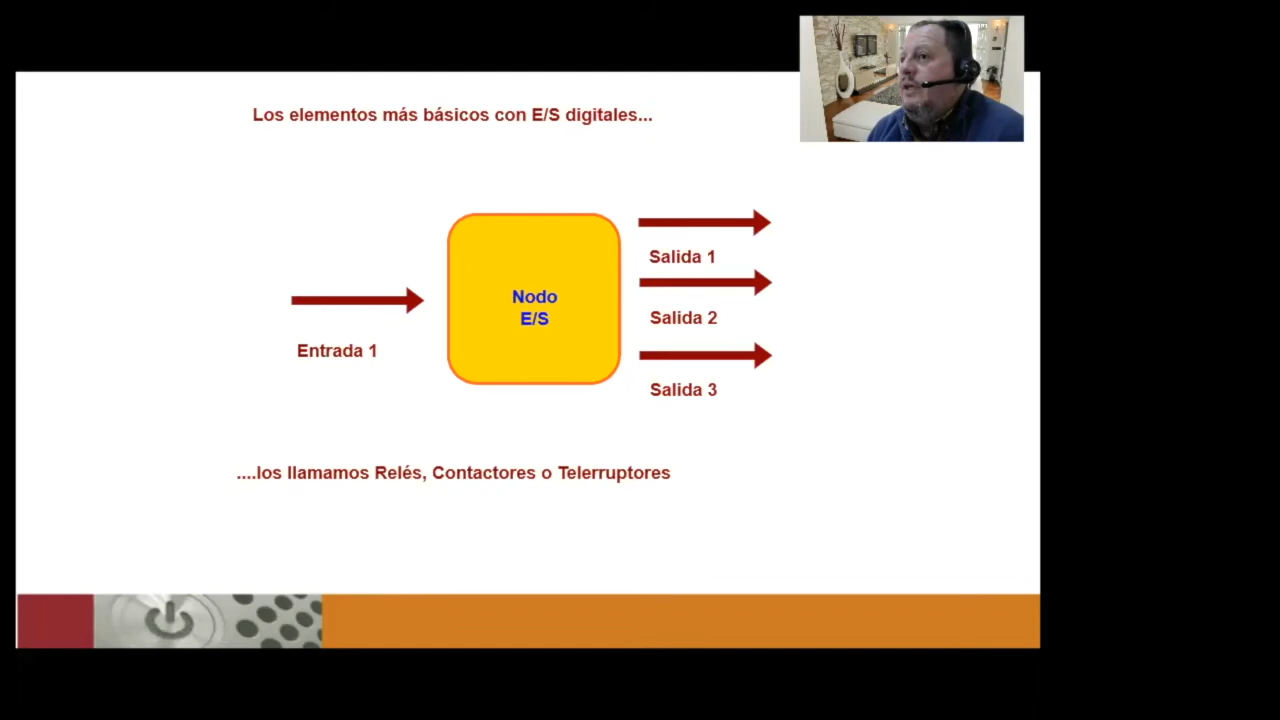 Los elementos más básicos con E/S digitales...
Salida 1
Nodo
E/S
Salida 2
Entrada 1
Salida 3
....los llamamos Relés, Contactores o Telerruptores